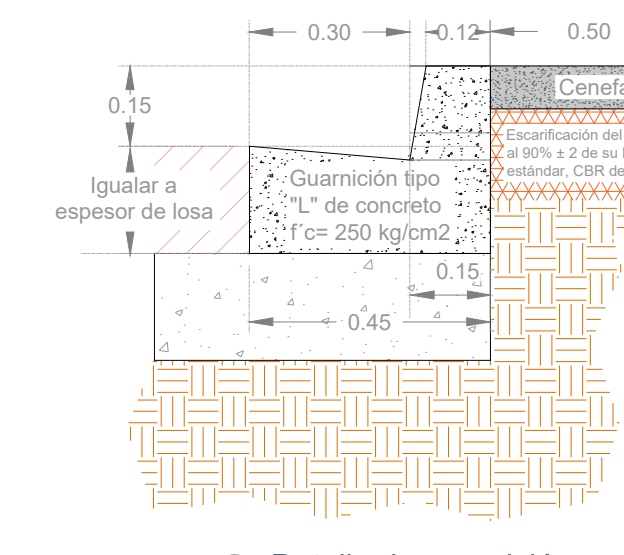 0.30
0.12
0.50
0.15
Cenefa
Escarificación del
al 90% ± 2 de su
estándar, CBR de
Igualar a
espesor de losa
Guarnición tipo
"L" de concreto
f´c= 250 kg/cm2
0.15
0.45